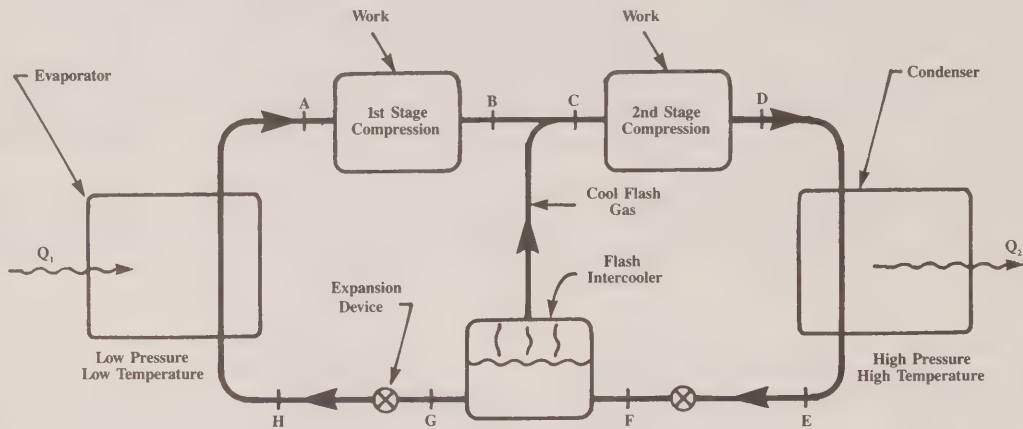 Work
Work
Evaporator
Condenser
A
1st Stage
Compression
B
C
2nd Stage
Compression
D
Cool Flash
Gas
Q₁
Q₂
Flash
Intercooler
Expansion
Device
Low Pressure
Low Temperature
High Pressure
High Temperature
H
G
F
E